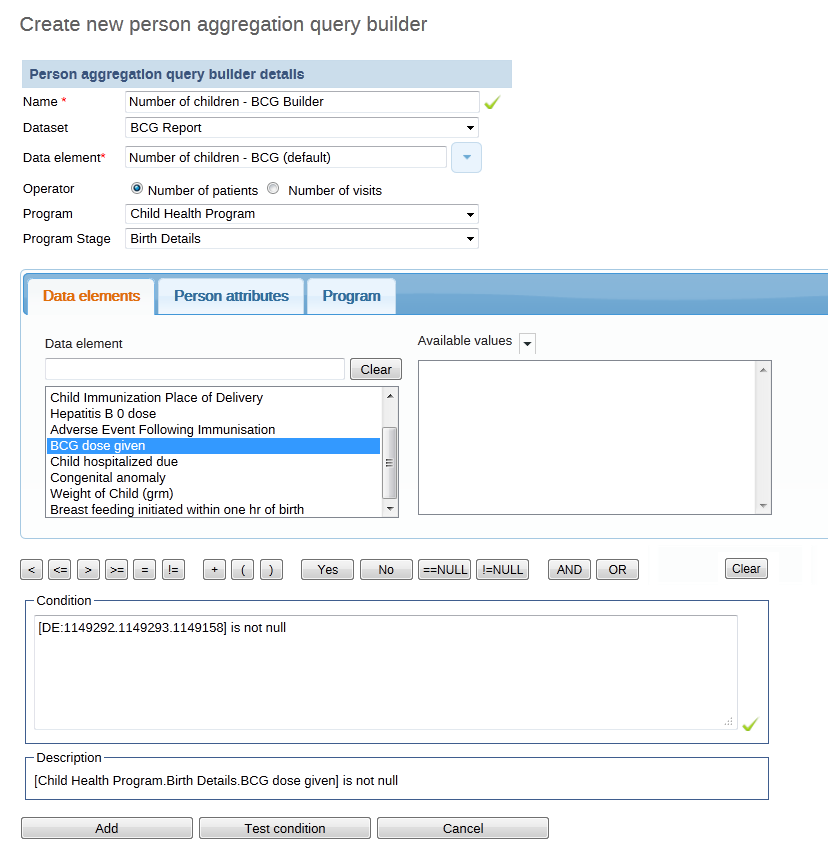 Create new person aggregation query builder
Person aggregation query builder details
Name * Number of children - BCG Builder
Dataset BCG Report
Data element* Number of children - BCG (default)
Operator Number of patients Number of visits
Program Child Health Program
Program Stage Birth Details
Data elements Person attributes Program
Data element Available values
Clear
Child Immunization Place of Delivery
Hepatitis B 0 dose
Adverse Event Following Immunisation
BCG dose given
Child hospitalized due
Congenital anomaly
Weight of Child (grm)
Breast feeding initiated within one hr of birth
< <= > >= = != + ( ) Yes No ==NULL !=NULL AND OR Clear
Condition
[DE:1149292.1149293.1149158] is not null
Description
[Child Health Program.Birth Details.BCG dose given] is not null
Add Test condition Cancel